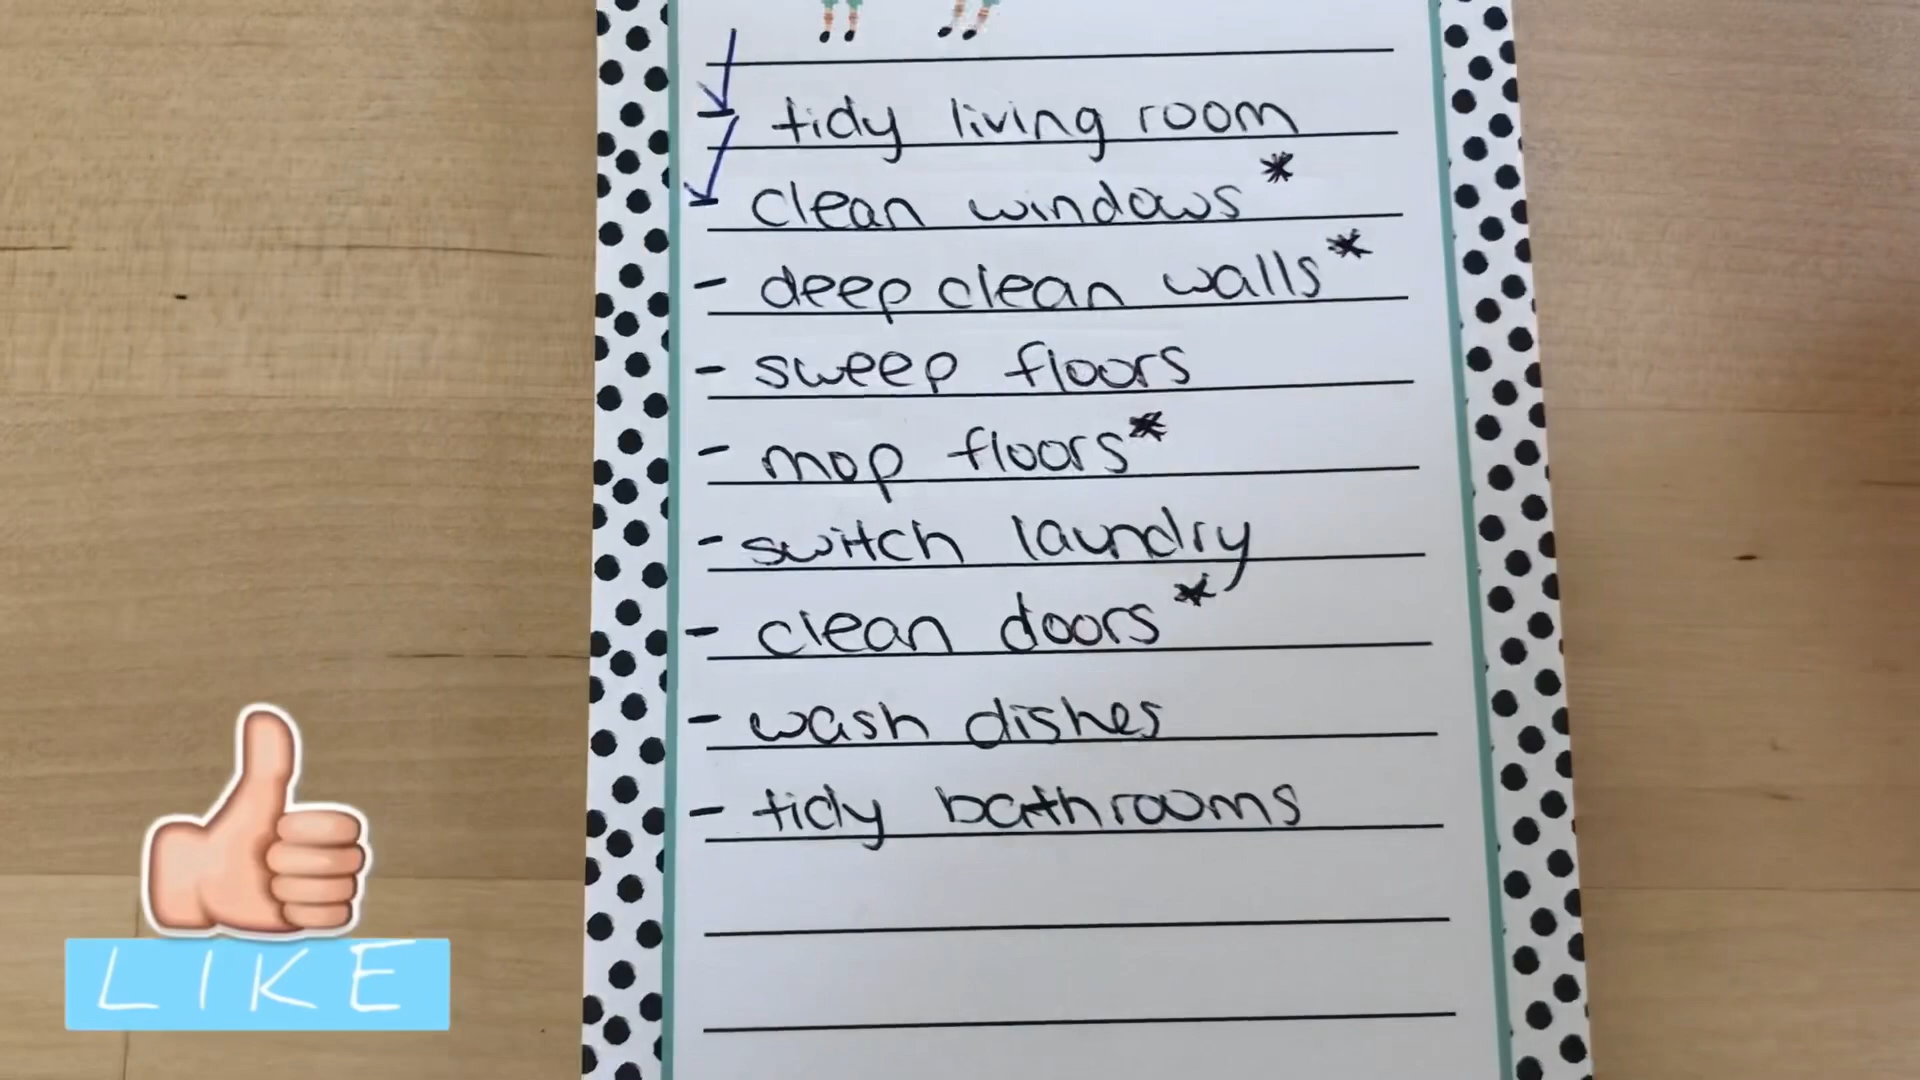 - tidy living room
- clean windows *
- deep clean walls *
- sweep floors
- mop floors *
- switch laundry
- clean doors *
- wash dishes
- tidy bathrooms
LIKE